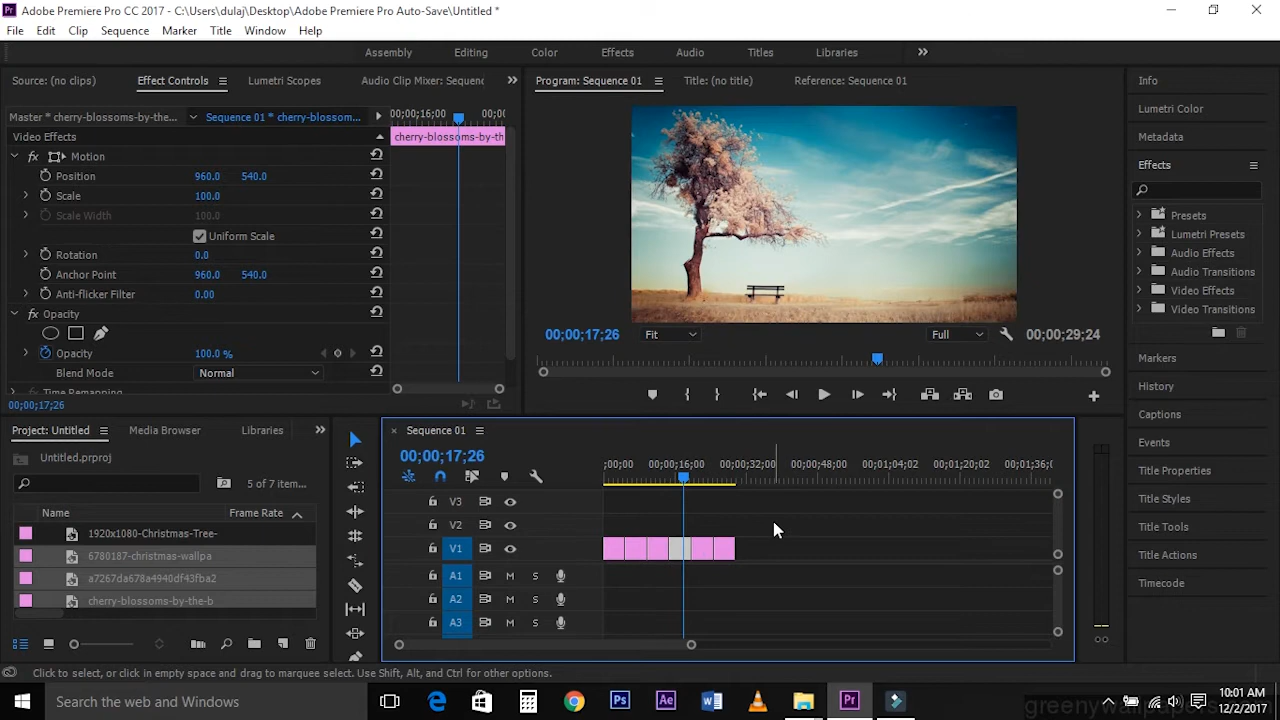 Adobe Premiere Pro CC 2017 - C:\Users\dulaj\Desktop\Premiere Pro Auto-Save\Untitled *
File Edit Clip Sequence Marker Title Window Help
Assembly Editing Color Effects Audio Titles Libraries
Source: (no clips) Effect Controls Lumetri Scopes Audio Clip Mixer: Sequenc
Program: Sequence 01 Title: (no title) Reference: Sequence 01
Info
Master * cherry-blossoms-by-the... Sequence 01 * cherry-blossom...
00;00;16;00 00;00;
Video Effects
cherry-blossoms-by-th
Motion
Position 960.0 540.0
Scale 100.0
Scale Width 100.0
Uniform Scale
Rotation 0.0
Anchor Point 960.0 540.0
Anti-flicker Filter 0.00
Opacity
Opacity 100.0 %
Blend Mode Normal
Time Remapping
00;00;17;26
00;00;17;26 Fit Full 00;00;29;24
Lumetri Color
Metadata
Effects
Presets
Lumetri Presets
Audio Effects
Audio Transitions
Video Effects
Video Transitions
Markers
History
Captions
Events
Title Properties
Title Styles
Title Tools
Title Actions
Timecode
Project: Untitled Media Browser Libraries
Untitled.prproj
5 of 7 item...
Name Frame Rate
1920x1080-Christmas-Tree-
6780187-christmas-wallpa
a7267da678a4940df43fba2
cherry-blossoms-by-the-b
Sequence 01
00;00;17;26
;00;00 00;00;16;00 00;00;32;00 00;00;48;00 00;01;04;02 00;01;20;02 00;01;36;0
V3
V2
V1
A1 M S
A2 M S
A3 M S
Click to select, or click in empty space and drag to marquee select. Use Shift, Alt, and Ctrl for other options.
Search the web and Windows
10:01 AM
12/2/2017